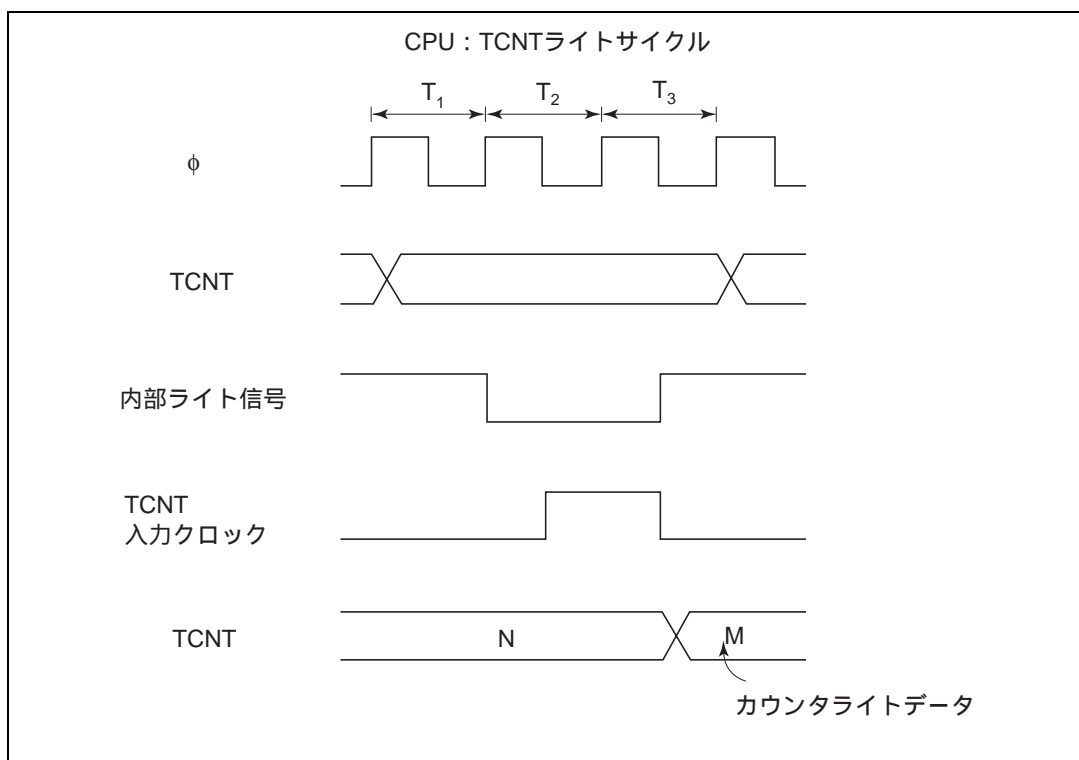 CPU：TCNTライトサイクル
T1 T2 T3
φ
TCNT
内部ライト信号
TCNT
入力クロック
TCNT N M
カウンタライトデータ